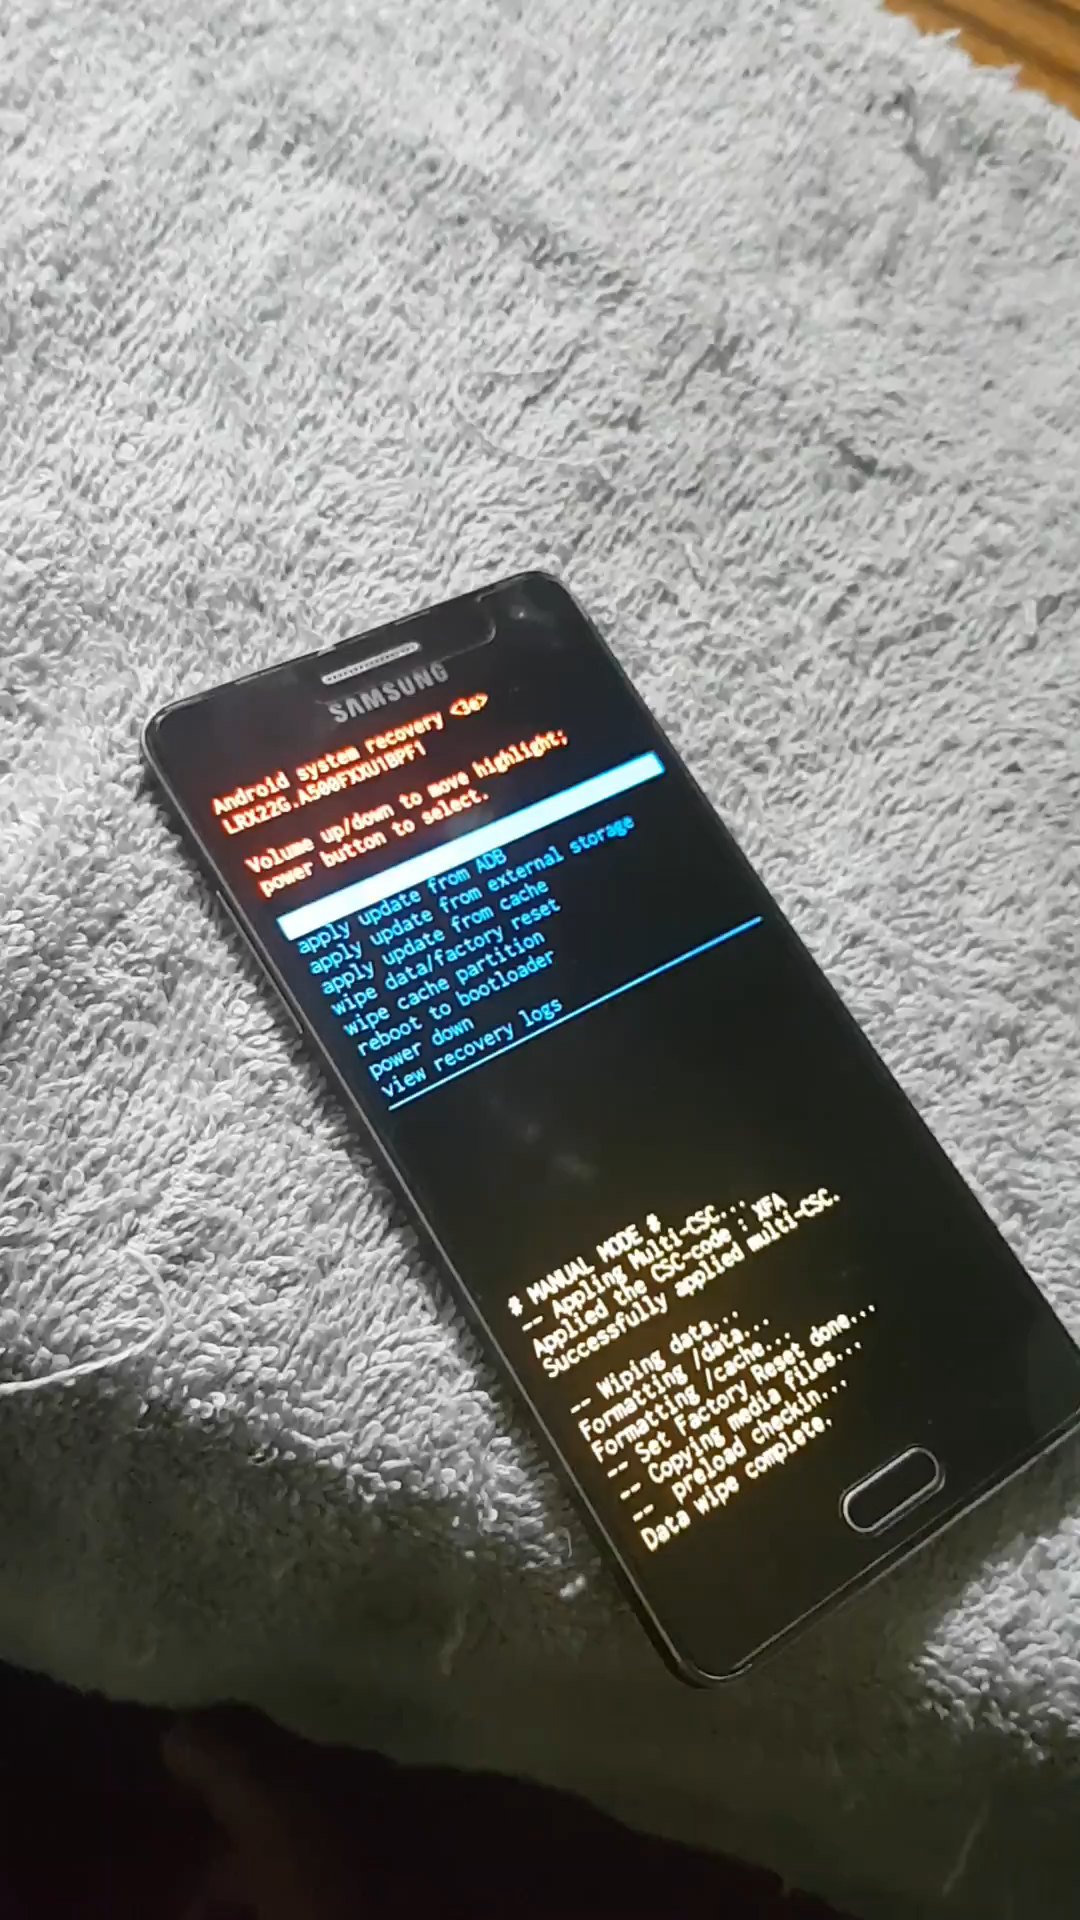 SAMSUNG
Android system recovery <3e>
LRX22G.A500FXXU1BPF1
Volume up/down to move highlight;
power button to select.
apply update from ADB
apply update from external storage
apply update from cache
wipe data/factory reset
wipe cache partition
reboot to bootloader
power down
view recovery logs
# MANUAL MODE #
-- Appling Multi-CSC...
Applied the CSC-code : XFA
Successfully applied multi-CSC.
-- Wiping data...
Formatting /data...
Formatting /cache...
-- Set Factory Reset done...
-- Copying media files...
-- preload checkin...
Data wipe complete.